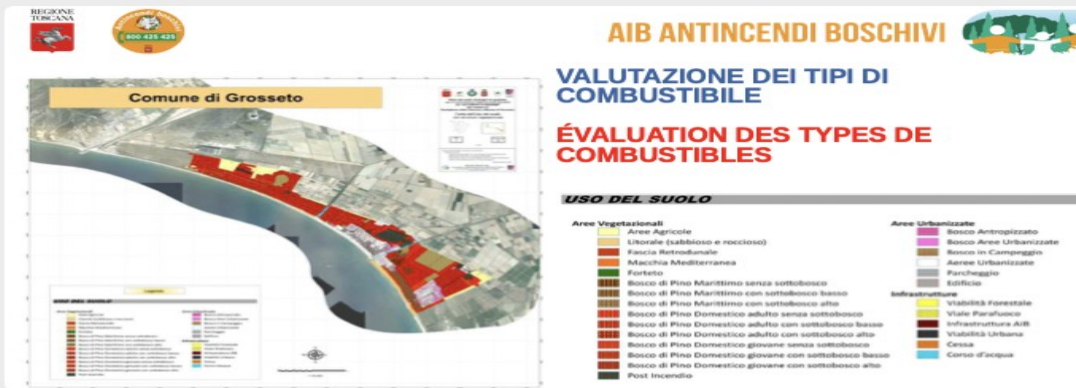 REGIONE
TOSCANA
Antincendi boschivi
800 425 425
AIB ANTINCENDI BOSCHIVI
Comune di Grosseto
VALUTAZIONE DEI TIPI DI
COMBUSTIBILE
ÉVALUATION DES TYPES DE
COMBUSTIBLES
USO DEL SUOLO
Aree Vegetazionali
Aree Agricole
Litorale (sabbioso e roccioso)
Fascia Retrodunale
Macchia Mediterranea
Forteto
Bosco di Pino Marittimo senza sottobosco
Bosco di Pino Marittimo con sottobosco basso
Bosco di Pino Marittimo con sottobosco alto
Bosco di Pino Domestico adulto senza sottobosco
Bosco di Pino Domestico adulto con sottobosco basso
Bosco di Pino Domestico adulto con sottobosco alto
Bosco di Pino Domestico giovane senza sottobosco
Bosco di Pino Domestico giovane con sottobosco basso
Bosco di Pino Domestico giovane con sottobosco alto
Post Incendio
Aree Urbanizzate
Bosco Antropizzato
Bosco Aree Urbanizzate
Bosco in Campeggio
Aeree Urbanizzate
Parcheggio
Edificio
Infrastrutture
Viabilità Forestale
Viale Parafuoco
Infrastruttura AIB
Viabilità Urbana
Cessa
Corso d'acqua